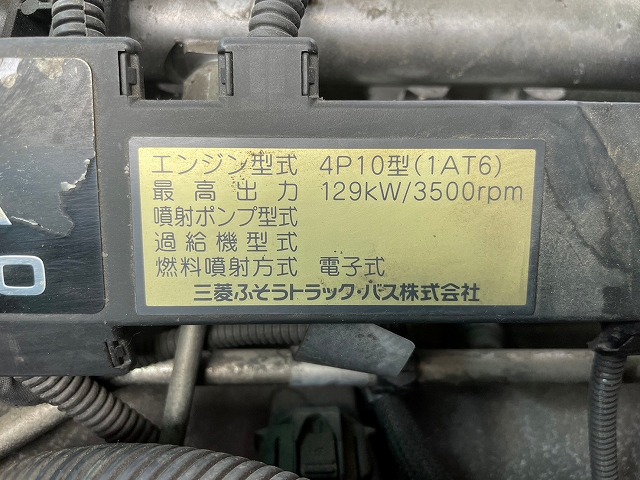 エンジン型式 4P10型(1AT6)
最高出力 129kW/3500rpm
噴射ポンプ型式
過給機型式
燃料噴射方式 電子式
三菱ふそうトラック・バス株式会社